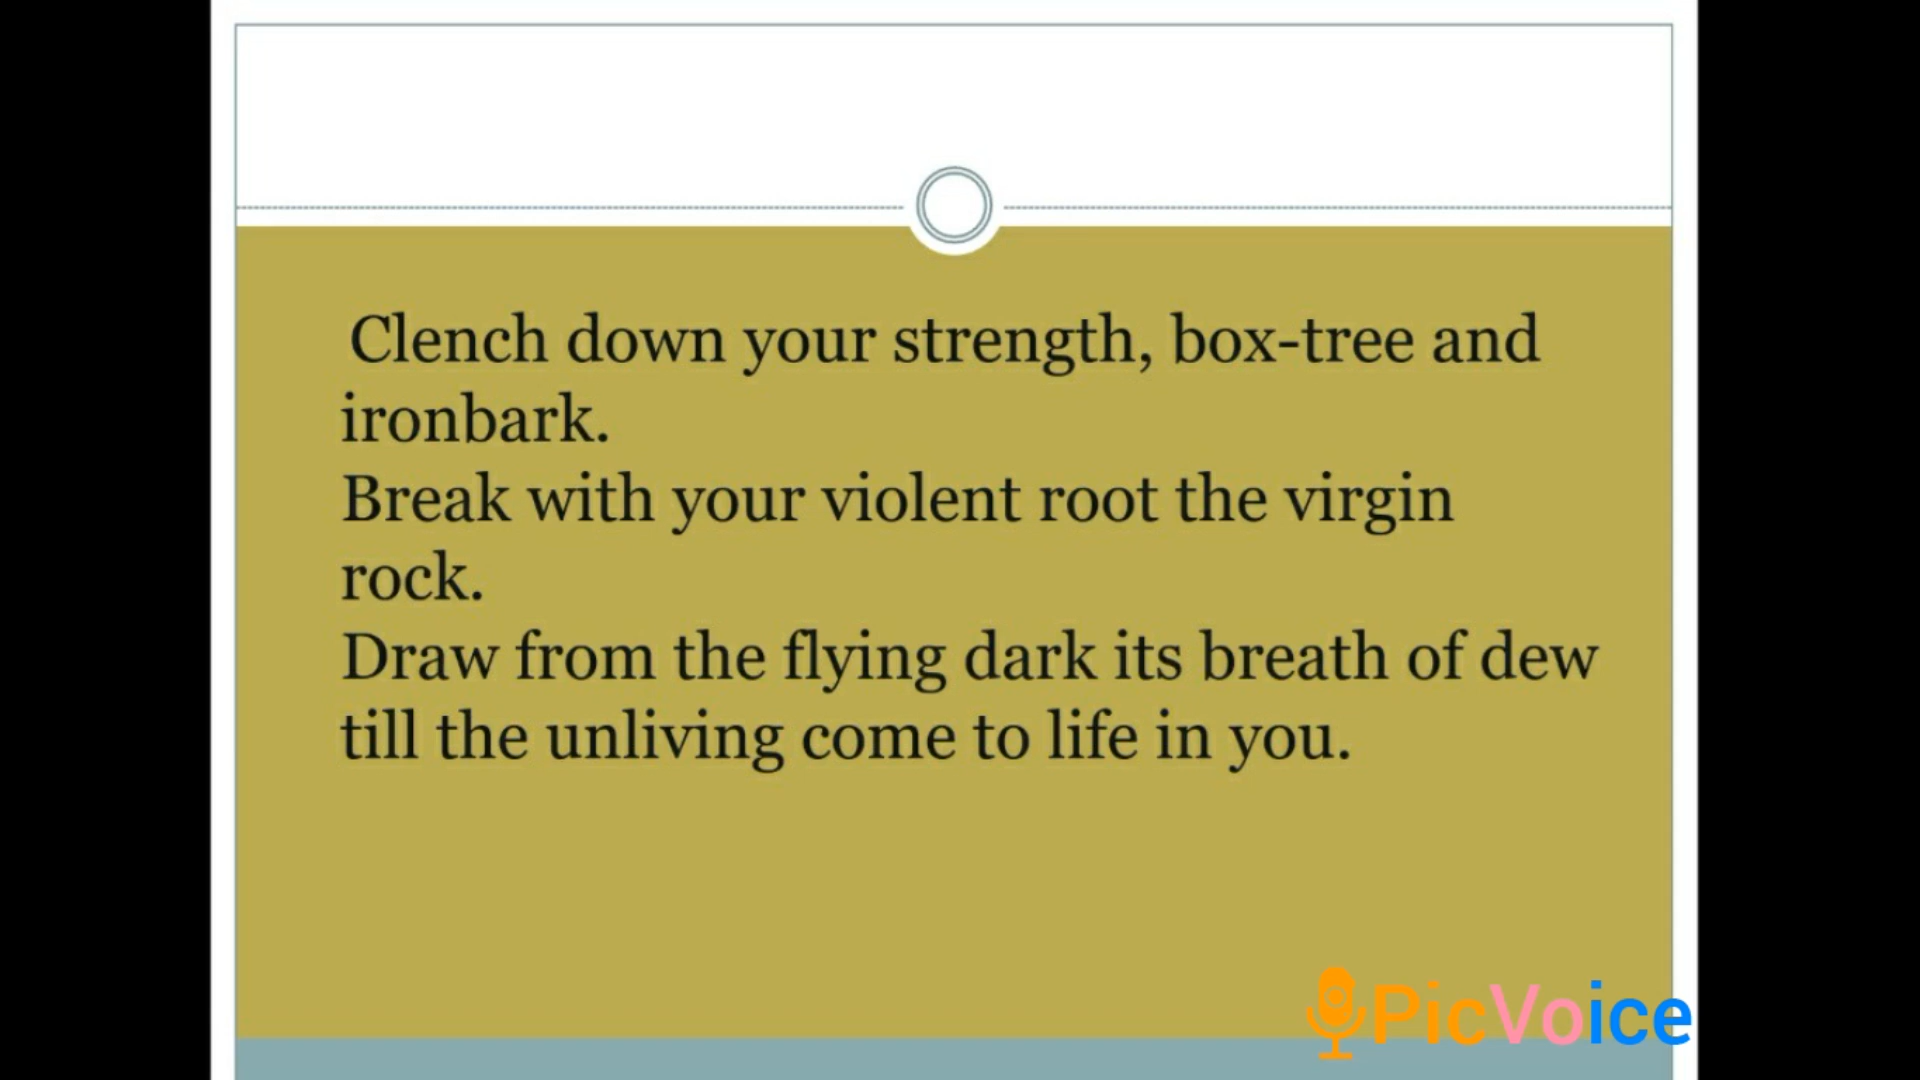 Clench down your strength, box-tree and
ironbark.
Break with your violent root the virgin
rock.
Draw from the flying dark its breath of dew
till the unliving come to life in you.
PicVoice